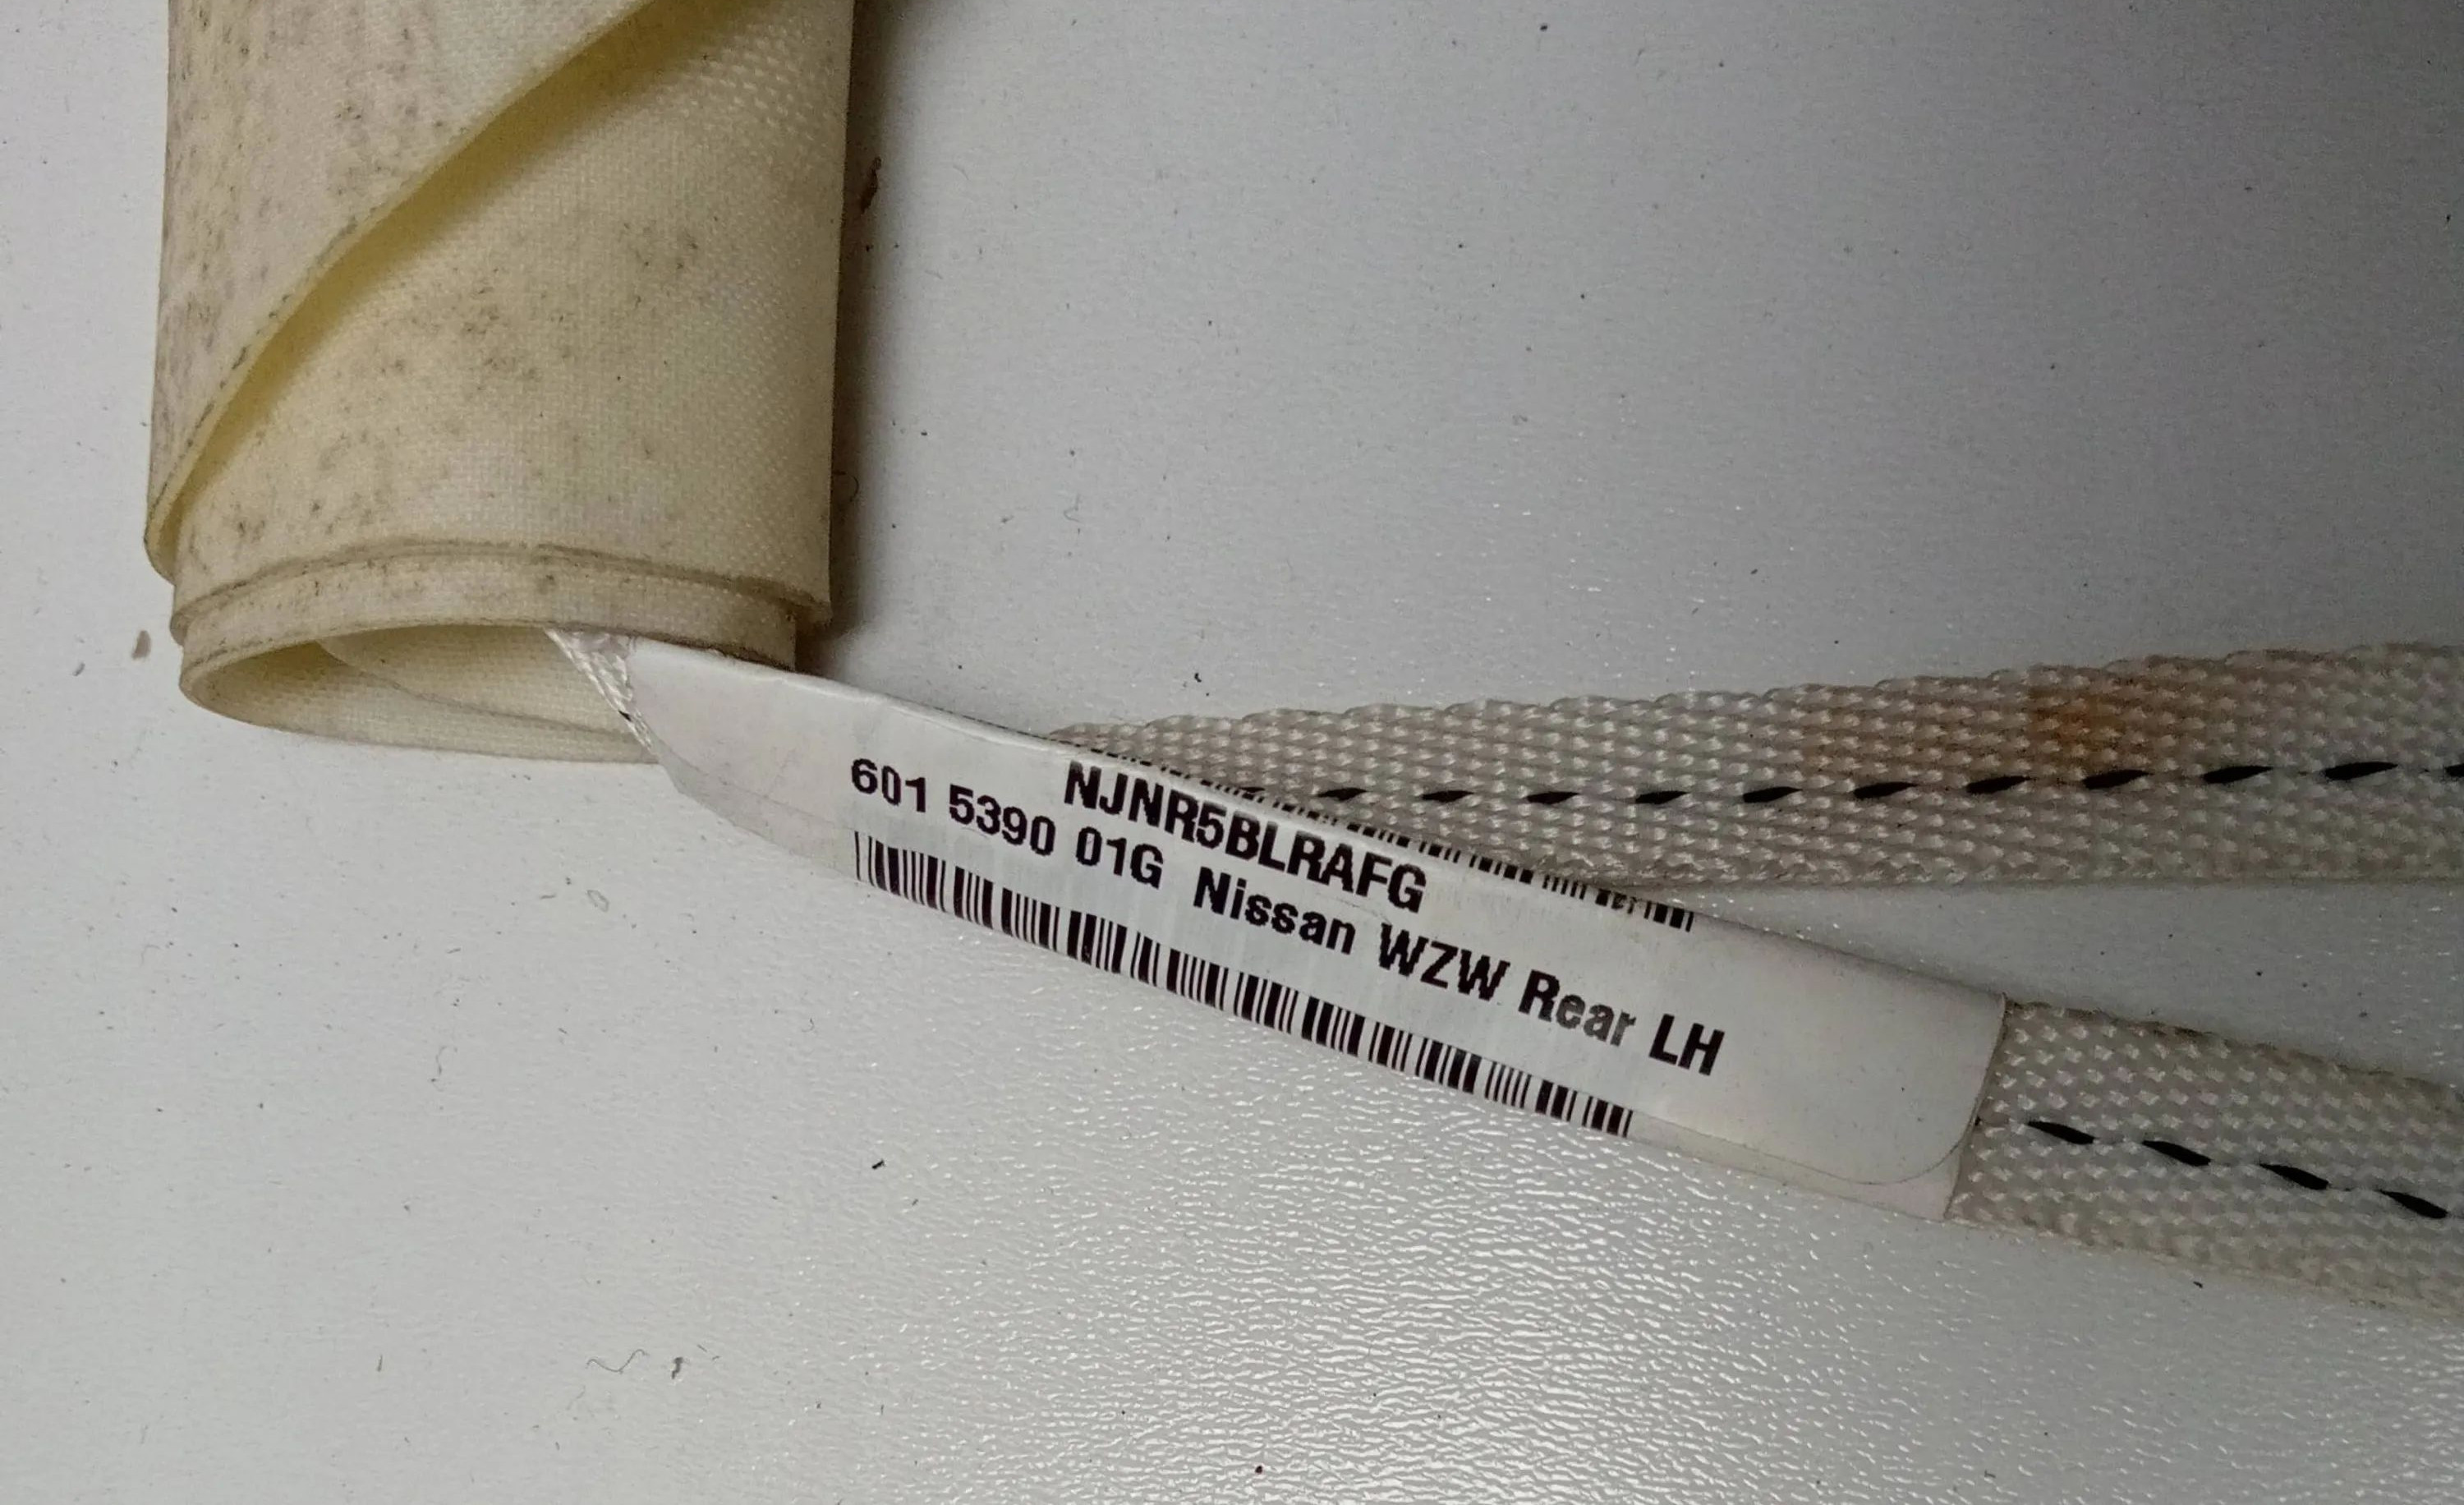 NJNR5BLRAFG
601 5390 01G Nissan WZW Rear LH